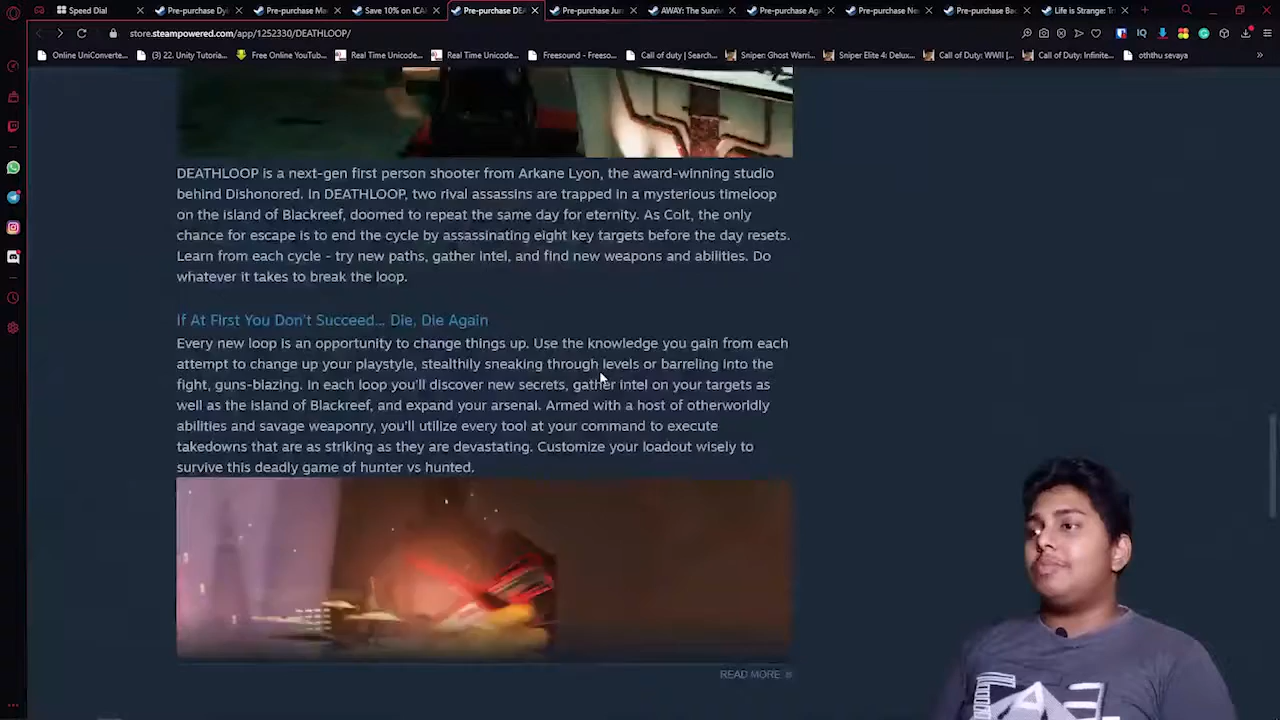 Speed Dial
Pre-purchase Dyi
Pre-purchase Ma
Save 10% on ICA
Pre-purchase DEA
Pre-purchase Jur
AWAY: The Surviv
Pre-purchase Ag
Pre-purchase Ne
Pre-purchase Bac
Life is Strange: Tr
store.steampowered.com/app/1252330/DEATHLOOP/
IQ
Online UniConverte...
(3) 22. Unity Tutoria...
Free Online YouTub...
Real Time Unicode...
Real Time Unicode...
Freesound - Freeso...
Call of duty | Search...
Sniper Ghost Warri...
Sniper Elite 4: Delux...
Call of Duty: WWII |...
Call of Duty: Infinite...
oththu sevaya
DEATHLOOP is a next-gen first person shooter from Arkane Lyon, the award-winning studio
behind Dishonored. In DEATHLOOP, two rival assassins are trapped in a mysterious timeloop
on the island of Blackreef, doomed to repeat the same day for eternity. As Colt, the only
chance for escape is to end the cycle by assassinating eight key targets before the day resets.
Learn from each cycle - try new paths, gather intel, and find new weapons and abilities. Do
whatever it takes to break the loop.
If At First You Don't Succeed... Die, Die Again
Every new loop is an opportunity to change things up. Use the knowledge you gain from each
attempt to change up your playstyle, stealthily sneaking through levels or barreling into the
fight, guns-blazing. In each loop you'll discover new secrets, gather intel on your targets as
well as the island of Blackreef, and expand your arsenal. Armed with a host of otherworldly
abilities and savage weaponry, you'll utilize every tool at your command to execute
takedowns that are as striking as they are devastating. Customize your loadout wisely to
survive this deadly game of hunter vs hunted.
READ MORE